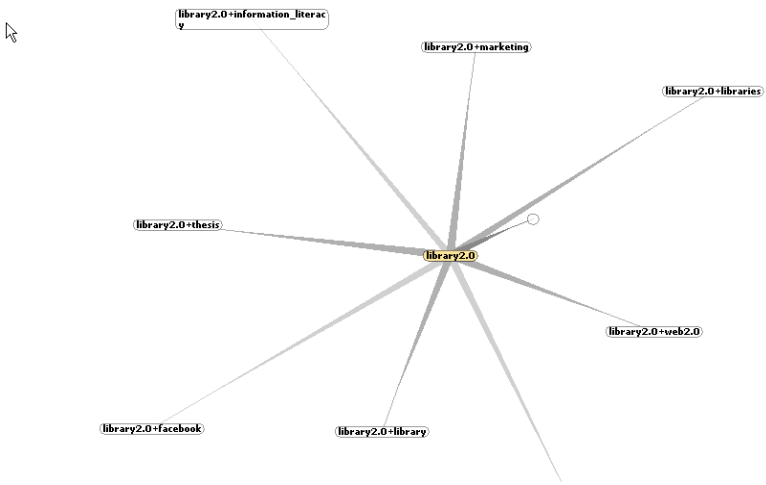 library2.0+information_literac
y
library2.0+marketing
library2.0+libraries
library2.0+thesis
library2.0
library2.0+web2.0
library2.0+facebook
library2.0+library